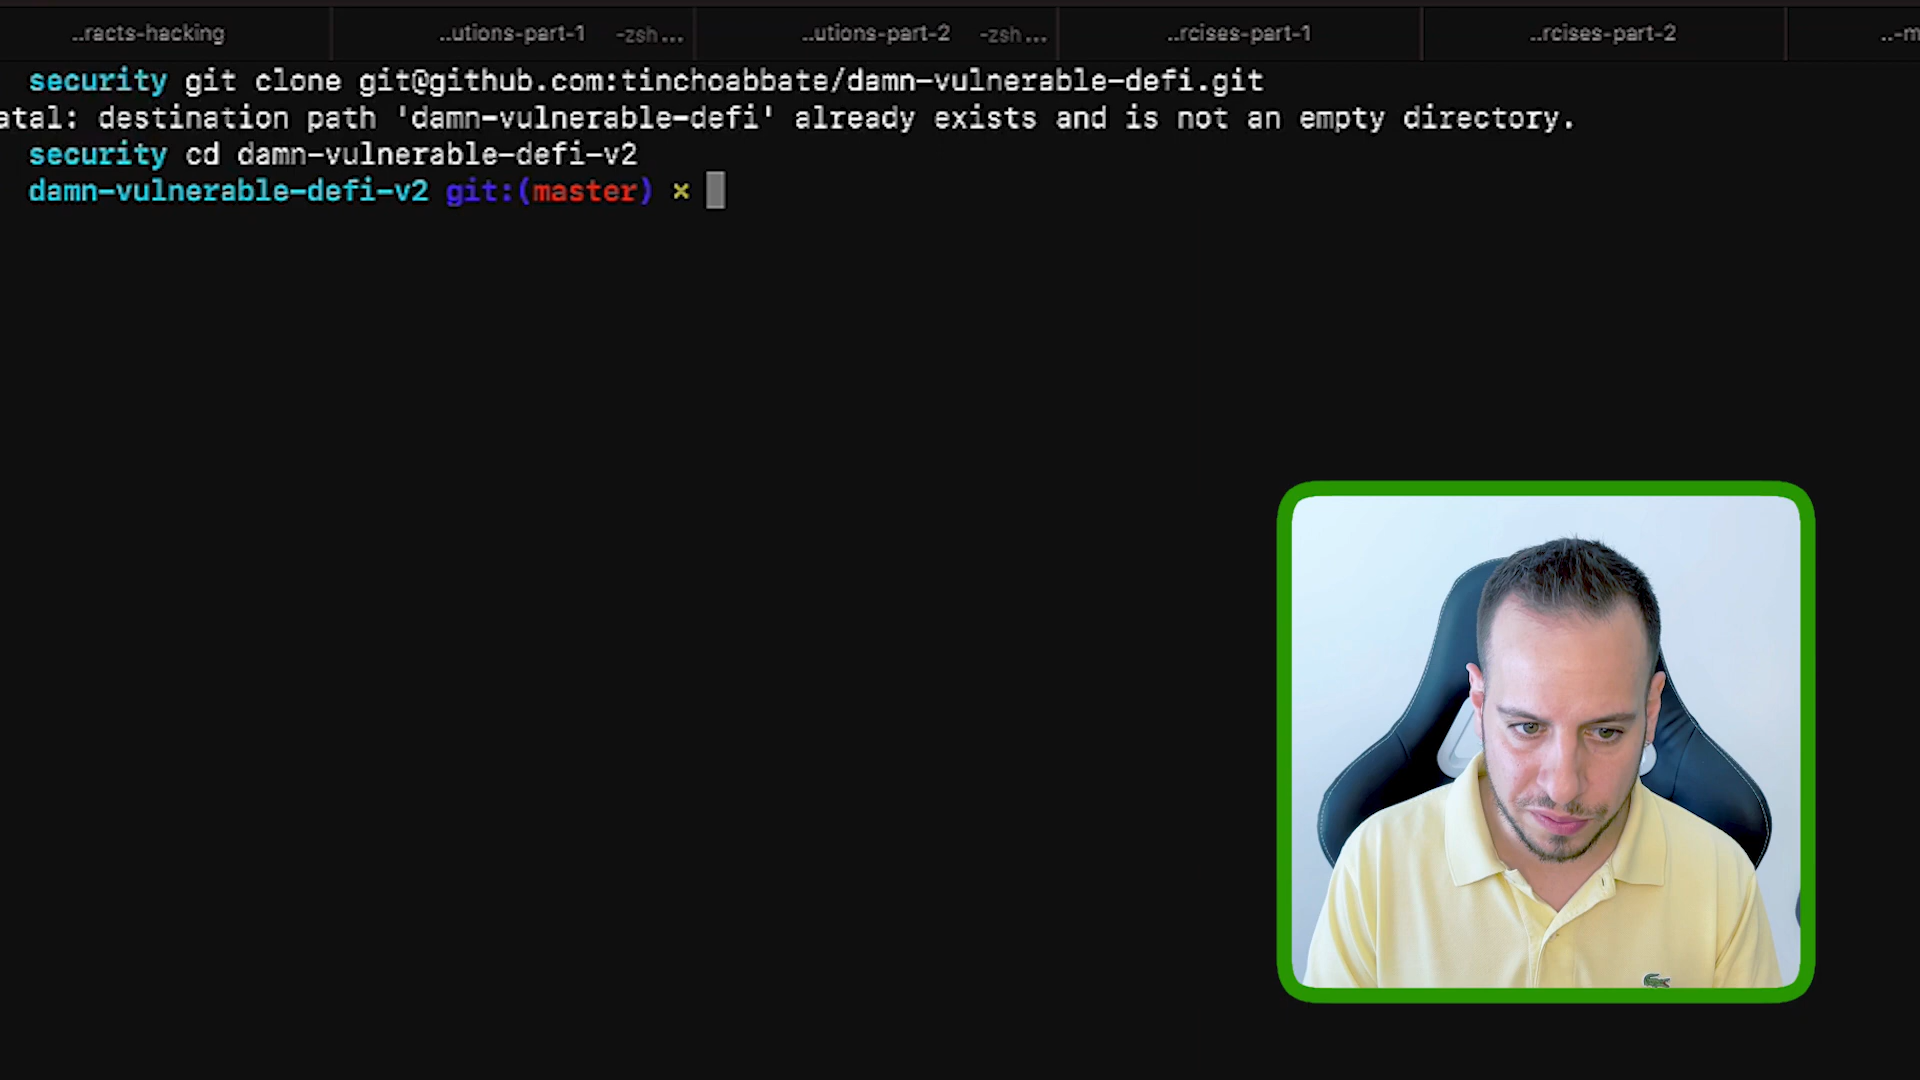 ..racts-hacking ..utions-part-1 -zsh... ..utions-part-2 -zsh... ..rcises-part-1 ..rcises-part-2 ..-m
security git clone git@github.com:tinchoabbate/damn-vulnerable-defi.git
atal: destination path 'damn-vulnerable-defi' already exists and is not an empty directory.
security cd damn-vulnerable-defi-v2
damn-vulnerable-defi-v2 git:(master) ×